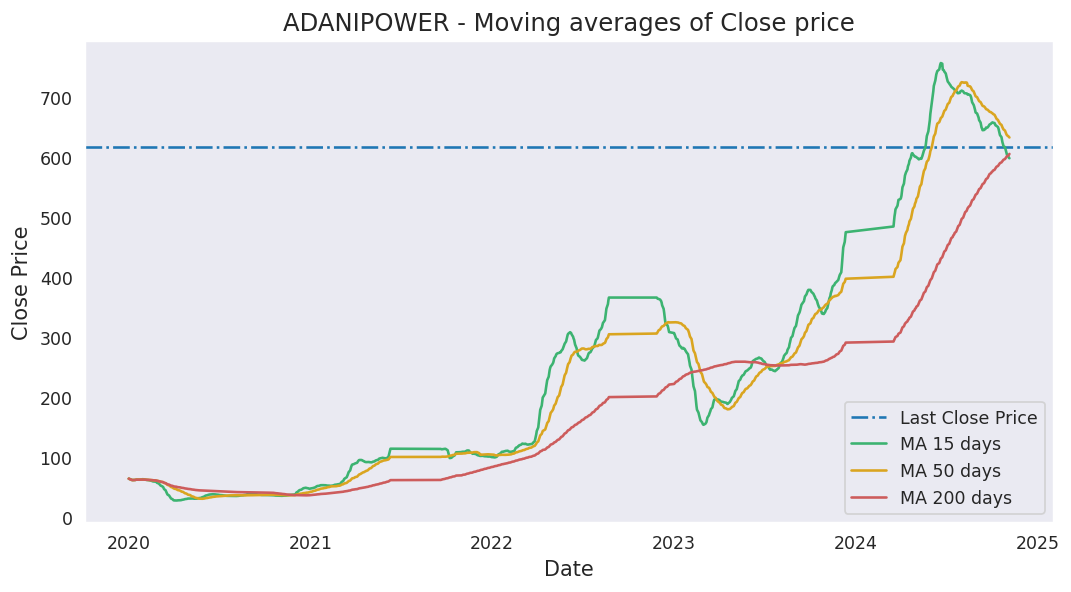 ADANIPOWER - Moving averages of Close price
Close Price
700
600
500
400
300
200
100
0
2020
2021
2022
2023
2024
2025
Date
Last Close Price
MA 15 days
MA 50 days
MA 200 days